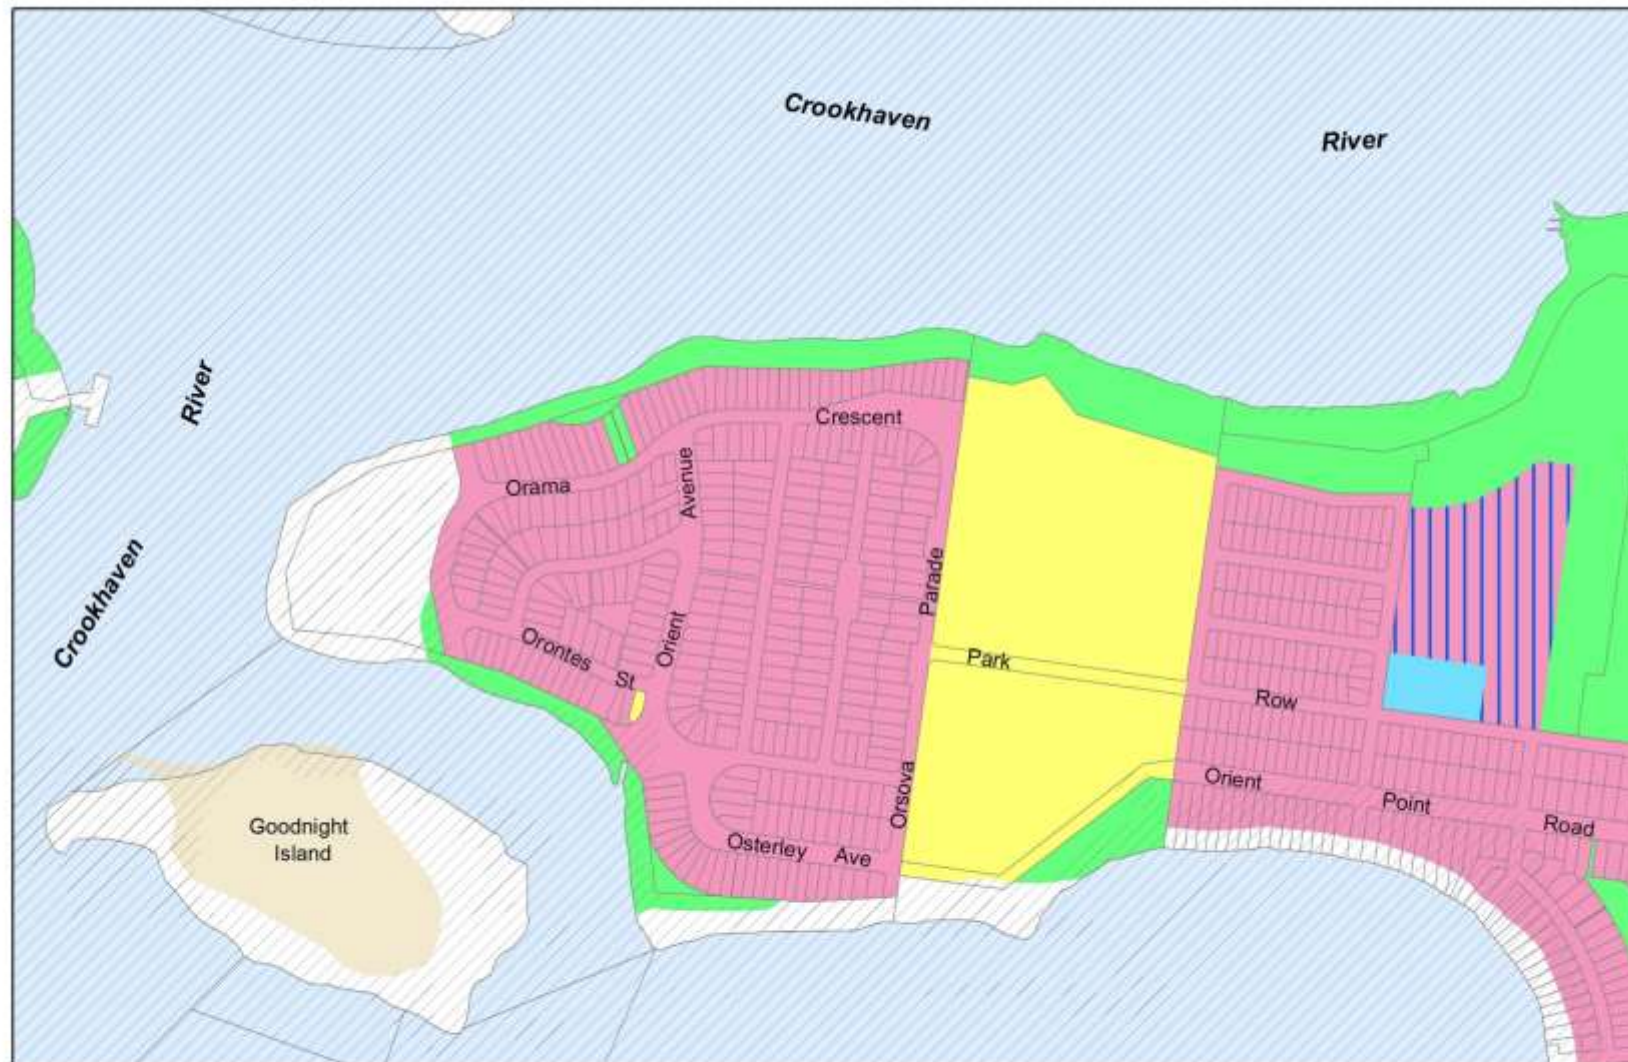 Crookhaven
River
River
Crescent
Avenue
Orama
Parade
Crookhaven
Orient
Orontes
St
Park
Row
Orsova
Orient
Point
Road
Goodnight
Island
Osterley Ave